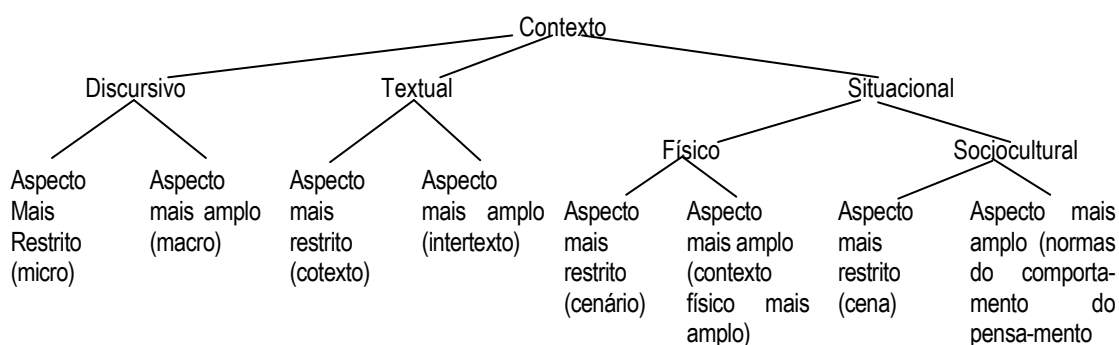 Contexto
Discursivo
Textual
Situacional
Físico
Sociocultural
Aspecto
Mais
Restrito
(micro)
Aspecto
mais amplo
(macro)
Aspecto
mais
restrito
(cotexto)
Aspecto
mais amplo
(intertexto)
Aspecto
mais
restrito
(cenário)
Aspecto
mais amplo
(contexto
físico mais
amplo)
Aspecto
mais
restrito
(cena)
Aspecto mais
amplo (normas
do comporta-
mento do
pensa-mento